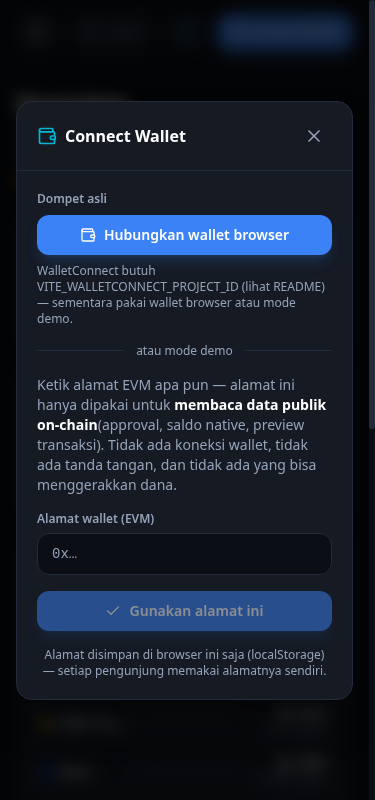 Connect Wallet
Dompet asli
Hubungkan wallet browser
WalletConnect butuh
VITE_WALLETCONNECT_PROJECT_ID (lihat README)
— sementara pakai wallet browser atau mode
demo.
atau mode demo
Ketik alamat EVM apa pun — alamat ini
hanya dipakai untuk membaca data publik
on-chain(approval, saldo native, preview
transaksi). Tidak ada koneksi wallet, tidak
ada tanda tangan, dan tidak ada yang bisa
menggerakkan dana.
Alamat wallet (EVM)
0x…
Gunakan alamat ini
Alamat disimpan di browser ini saja (localStorage)
— setiap pengunjung memakai alamatnya sendiri.